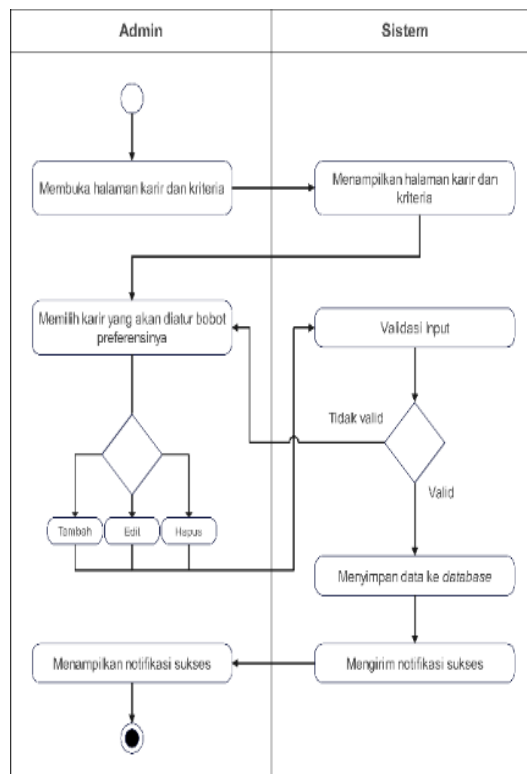 Admin
Sistem
Membuka halaman karir dan kriteria
Menampilkan halaman karir dan
kriteria
Memilih karir yang akan diatur bobot
preferensinya
Validasi input
Tidak valid
Valid
Tambah
Edit
Hapus
Menyimpan data ke database
Menampilkan notifikasi sukses
Mengirim notifikasi sukses